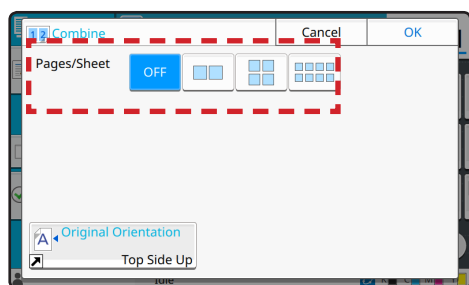 1 2 Combine
Cancel
OK
Pages/Sheet
OFF
A
Original Orientation
Top Side Up
Idle